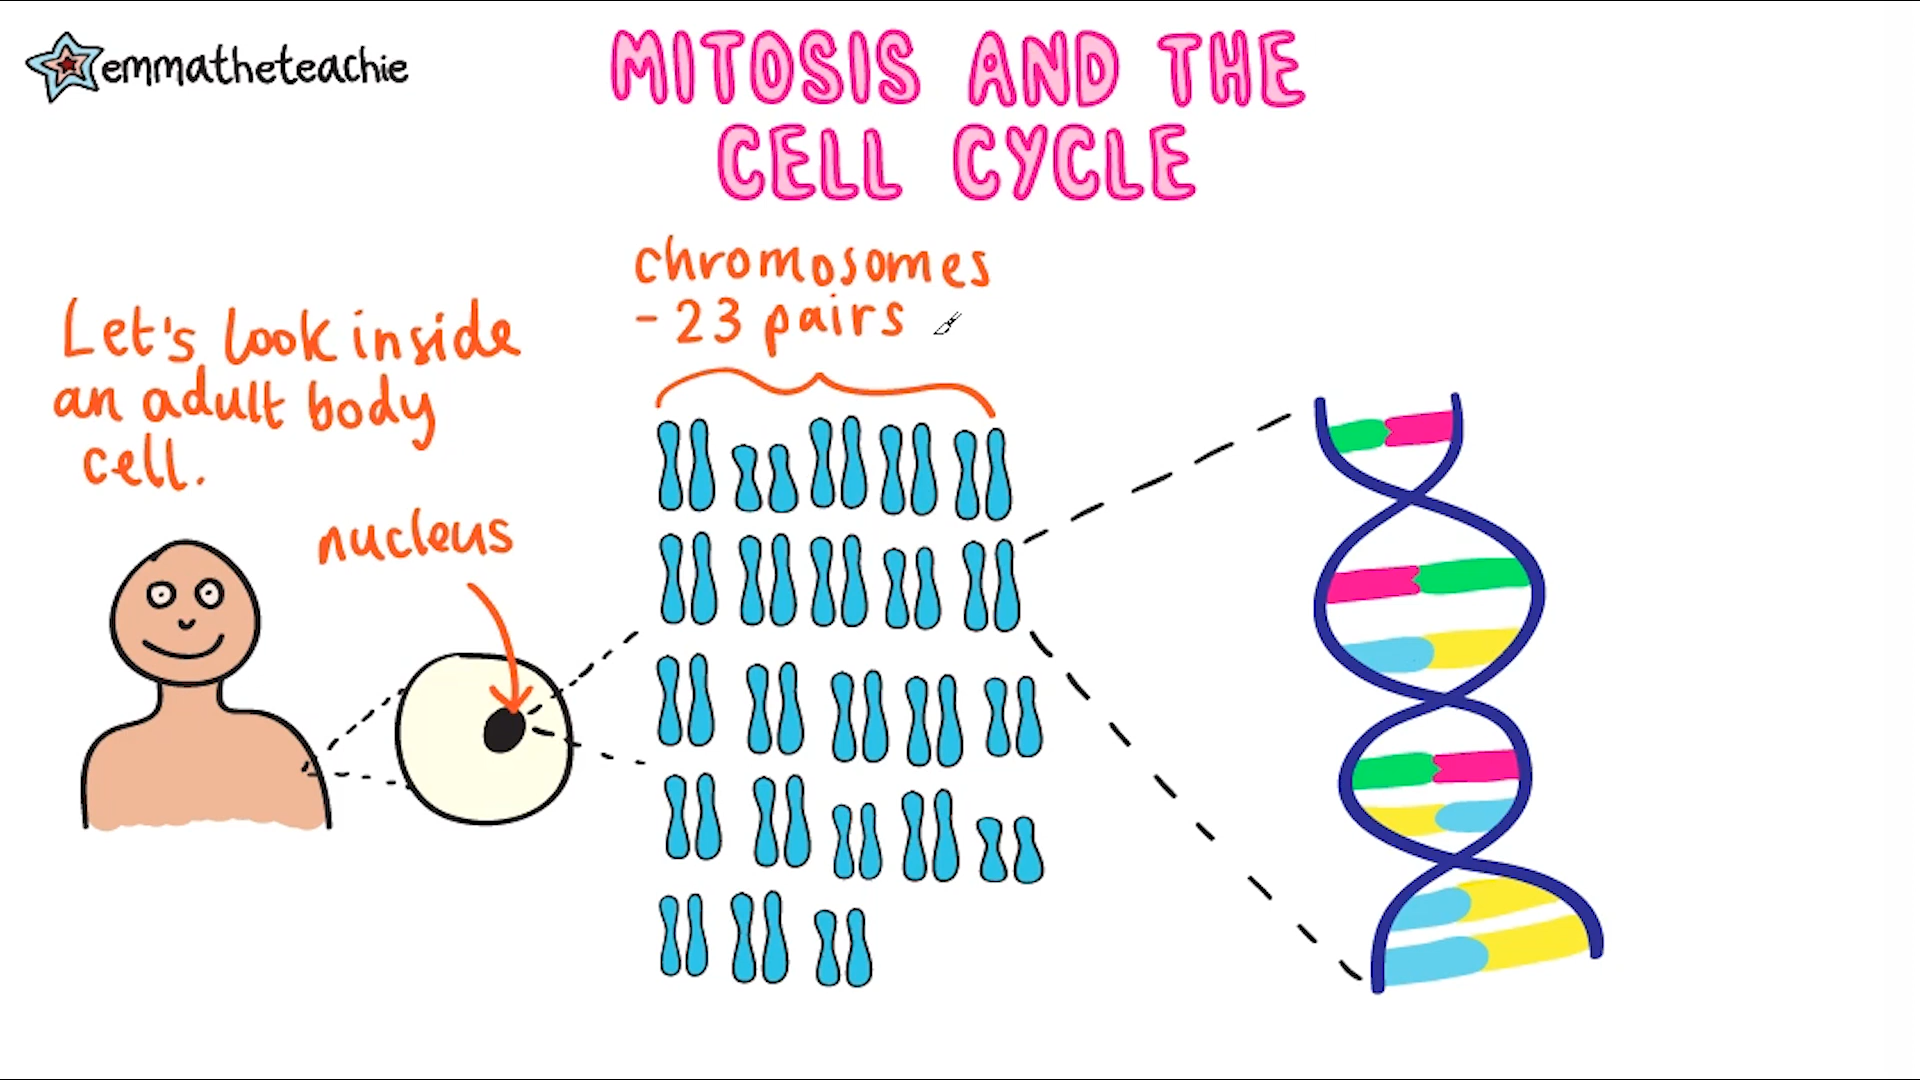 emmatheteachie
MITOSIS AND THE
CELL CYCLE
chromosomes
- 23 pairs
Let's look inside
an adult body
cell.
nucleus